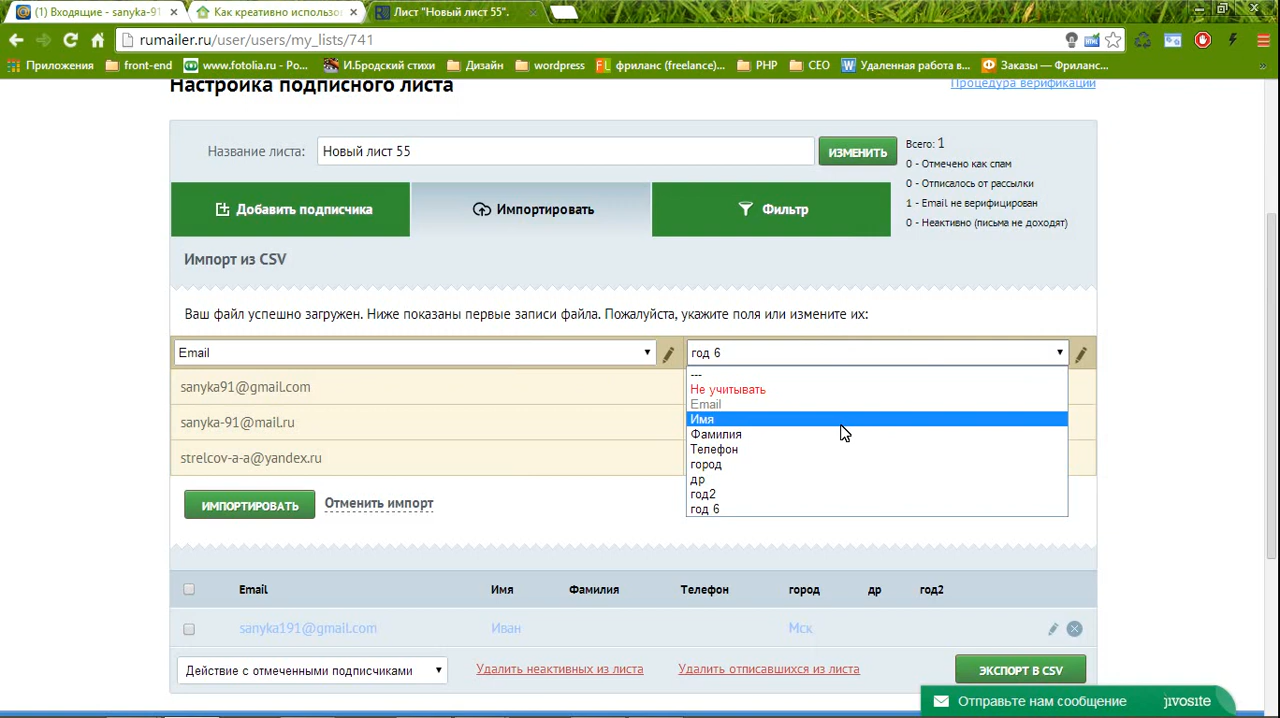 (1) Входящие - sanyka-91
Как креативно использо
Лист "Новый лист 55".
rumailer.ru/user/users/my_lists/741
Приложения
front-end
www.fotolia.ru - Po...
И.Бродский стихи
Дизайн
wordpress
фриланс (freelance)...
PHP
СЕО
Удаленная работа в...
Заказы — Фриланс...
Настройка подписного листа
Процедура верификации
Название листа:
Новый лист 55
ИЗМЕНИТЬ
Всего: 1
0 - Отмечено как спам
0 - Отписалось от рассылки
1 - Email не верифицирован
0 - Неактивно (письма не доходят)
Добавить подписчика
Импортировать
Фильтр
Импорт из CSV
Ваш файл успешно загружен. Ниже показаны первые записи файла. Пожалуйста, укажите поля или измените их:
Email
год 6
---
Не учитывать
Email
Имя
Фамилия
Телефон
город
др
год2
год 6
sanyka91@gmail.com
sanyka-91@mail.ru
strelcov-a-a@yandex.ru
ИМПОРТИРОВАТЬ
Отменить импорт
Email Имя Фамилия Телефон город др год2
sanyka191@gmail.com Иван Мск
Действие с отмеченными подписчиками
Удалить неактивных из листа
Удалить отписавшихся из листа
ЭКСПОРТ В CSV
Отправьте нам сообщение
jivosite